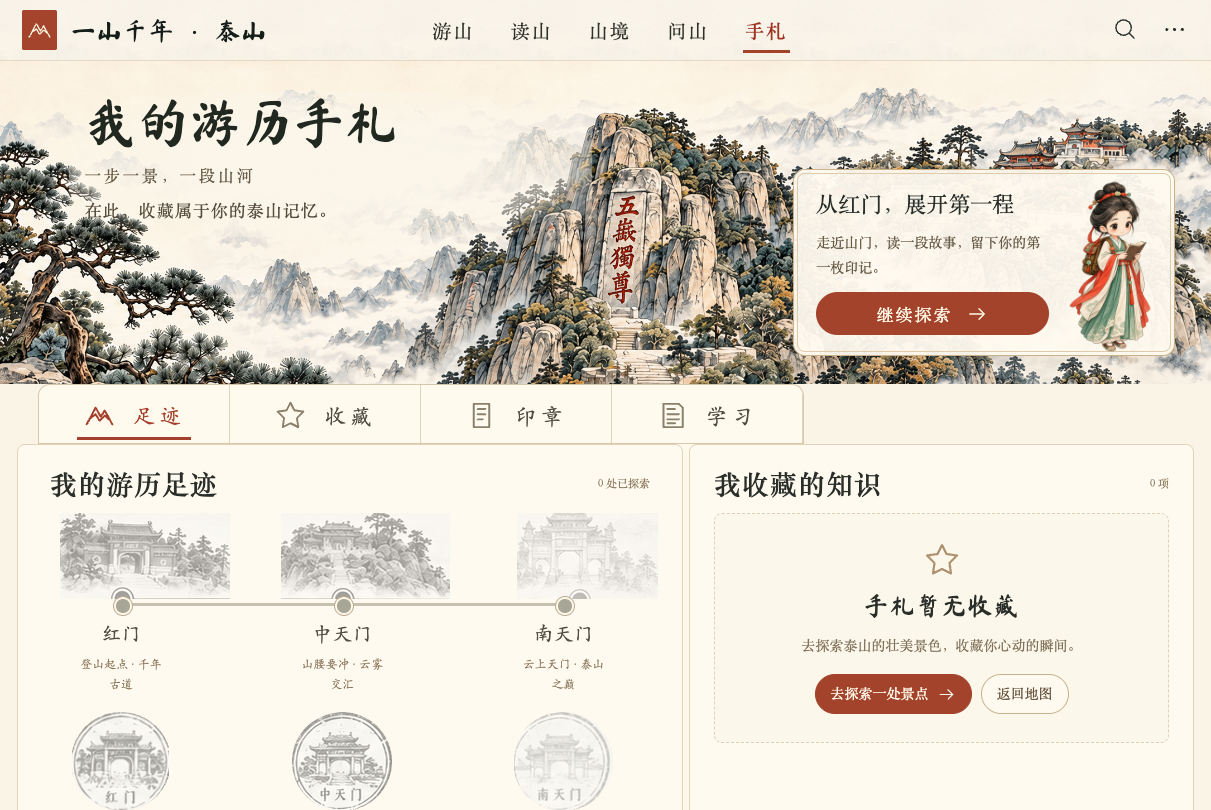 一山千年 · 泰山
游山 读山 山境 问山 手札
我的游历手札
一步一景，一段山河
在此，收藏属于你的泰山记忆。
五嶽獨尊
从红门，展开第一程
走近山门，读一段故事，留下你的第
一枚印记。
继续探索 →
足迹 收藏 印章 学习
我的游历足迹
0 处已探索
红门 中天门 南天门
登山起点 · 千年
古道
山腰要冲 · 云雾
交汇
云上天门 · 泰山
之巅
红门
中天门
南天门
我收藏的知识
0 项
手札暂无收藏
去探索泰山的壮美景色，收藏你心动的瞬间。
去探索一处景点 →
返回地图